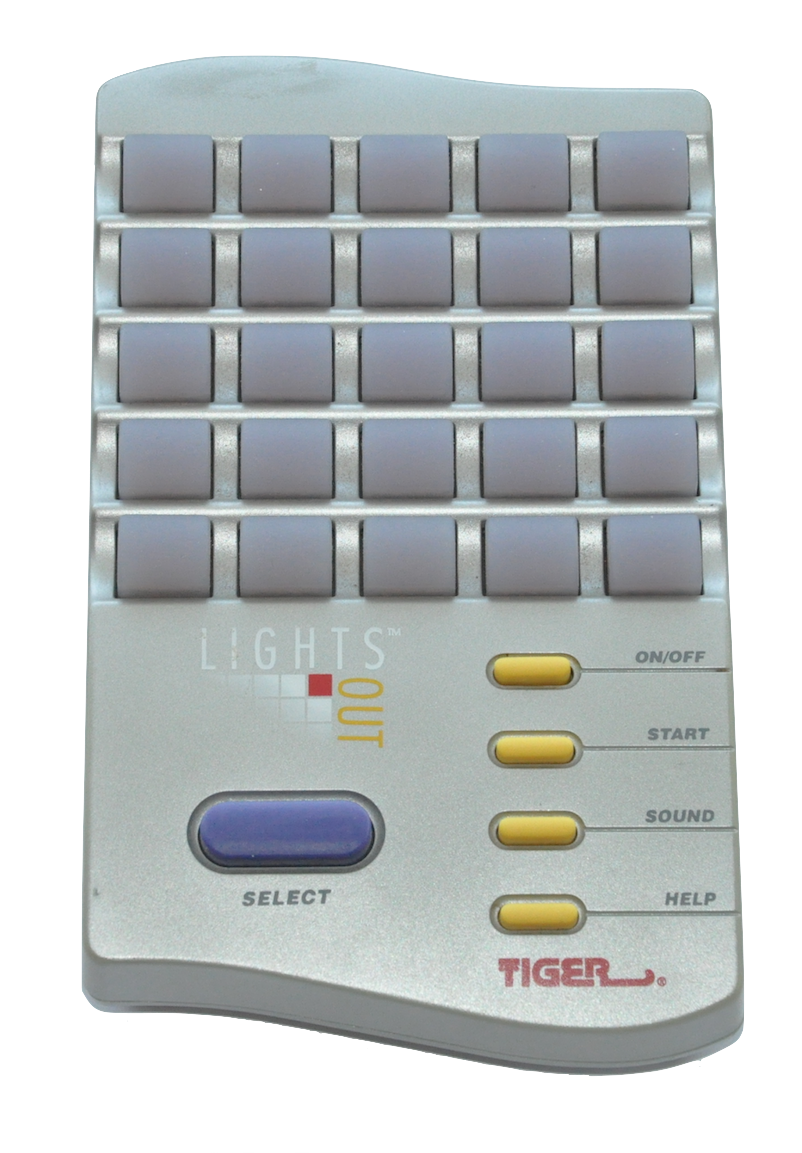 LIGHTS™
OUT
ON/OFF
START
SOUND
SELECT
HELP
TIGER®